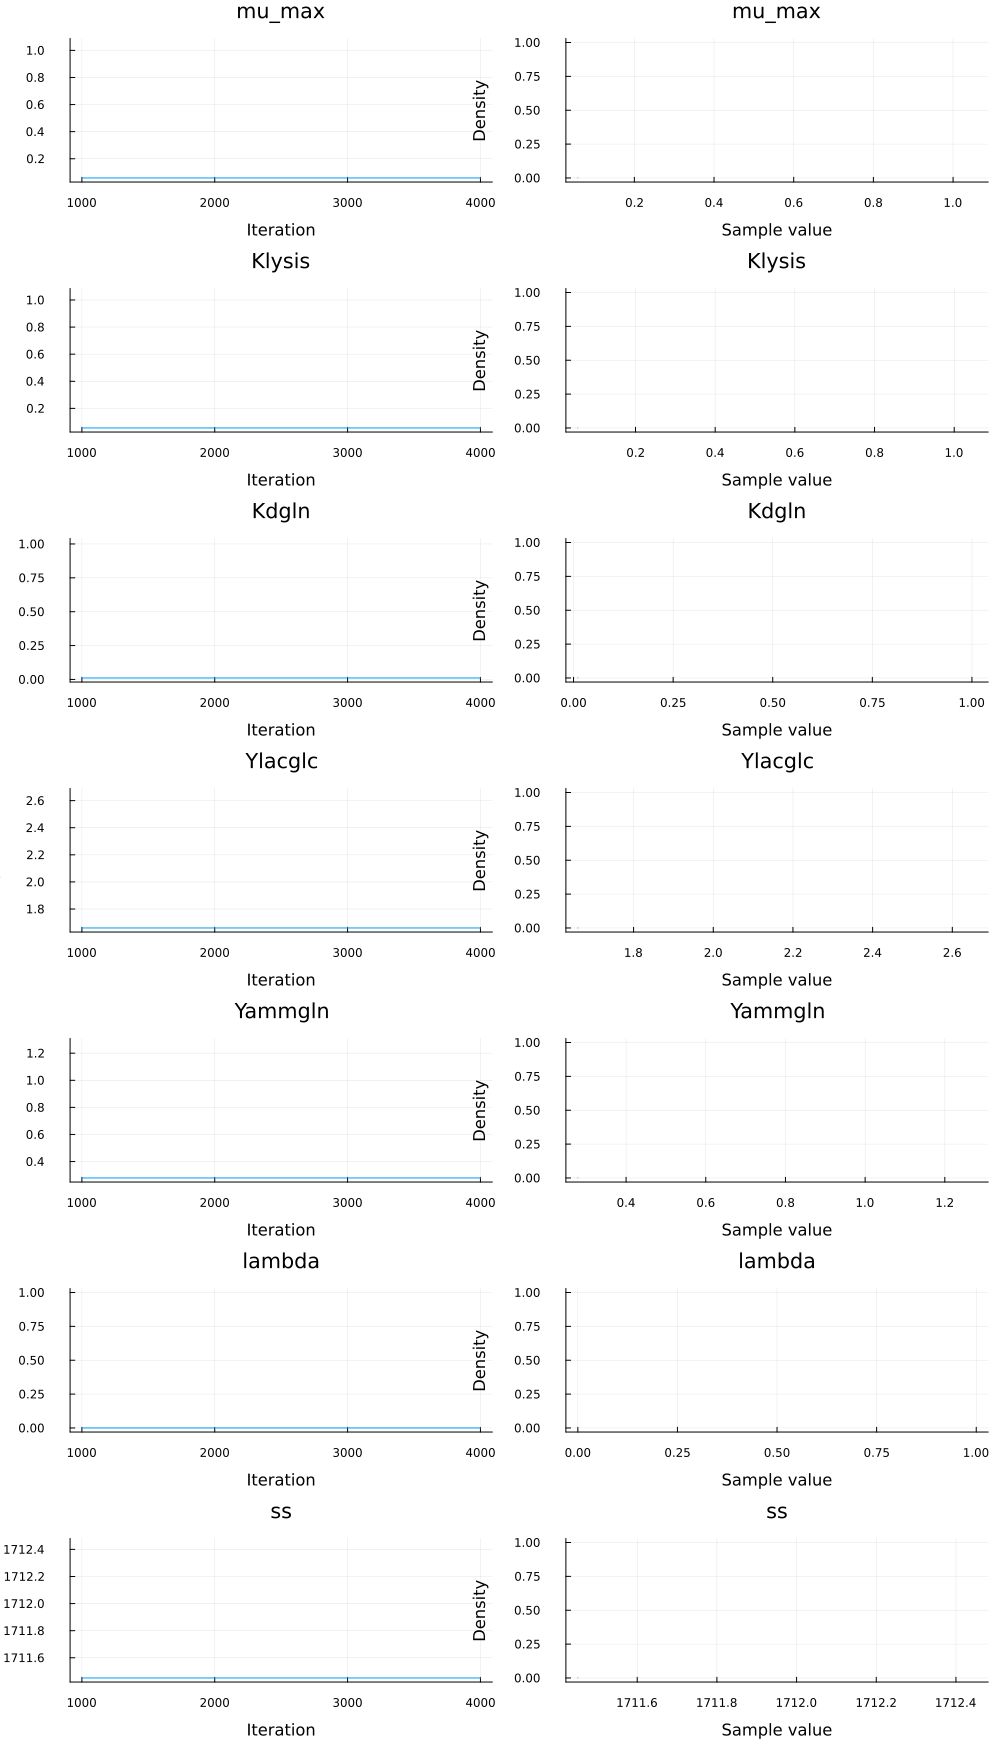 mu_max mu_max
1.0
0.8
0.6
0.4
0.2
1000 2000 3000 4000
Iteration
Density
1.00
0.75
0.50
0.25
0.00
0.2 0.4 0.6 0.8 1.0
Sample value
Klysis Klysis
1.0
0.8
0.6
0.4
0.2
1000 2000 3000 4000
Iteration
Density
1.00
0.75
0.50
0.25
0.00
0.2 0.4 0.6 0.8 1.0
Sample value
Kdgln Kdgln
1.00
0.75
0.50
0.25
0.00
1000 2000 3000 4000
Iteration
Density
1.00
0.75
0.50
0.25
0.00
0.00 0.25 0.50 0.75 1.00
Sample value
Ylacglc Ylacglc
2.6
2.4
2.2
2.0
1.8
1000 2000 3000 4000
Iteration
Density
1.00
0.75
0.50
0.25
0.00
1.8 2.0 2.2 2.4 2.6
Sample value
Yammgln Yammgln
1.2
1.0
0.8
0.6
0.4
1000 2000 3000 4000
Iteration
Density
1.00
0.75
0.50
0.25
0.00
0.4 0.6 0.8 1.0 1.2
Sample value
lambda lambda
1.00
0.75
0.50
0.25
0.00
1000 2000 3000 4000
Iteration
Density
1.00
0.75
0.50
0.25
0.00
0.00 0.25 0.50 0.75 1.00
Sample value
ss ss
1712.4
1712.2
1712.0
1711.8
1711.6
1000 2000 3000 4000
Iteration
Density
1.00
0.75
0.50
0.25
0.00
1711.6 1711.8 1712.0 1712.2 1712.4
Sample value